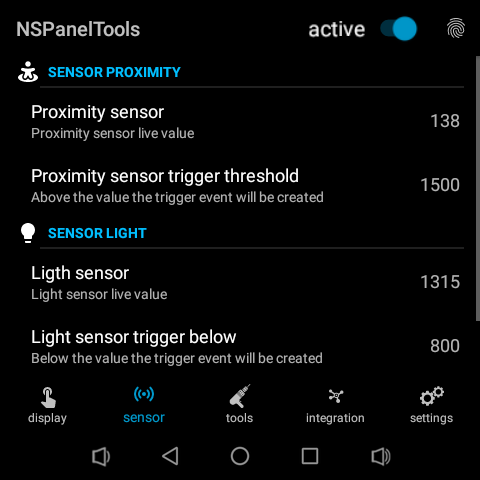 NSPanelTools active
SENSOR PROXIMITY
Proximity sensor 138
Proximity sensor live value
Proximity sensor trigger threshold 1500
Above the value the trigger event will be created
SENSOR LIGHT
Ligth sensor 1315
Light sensor live value
Light sensor trigger below 800
Below the value the trigger event will be created
display sensor tools integration settings